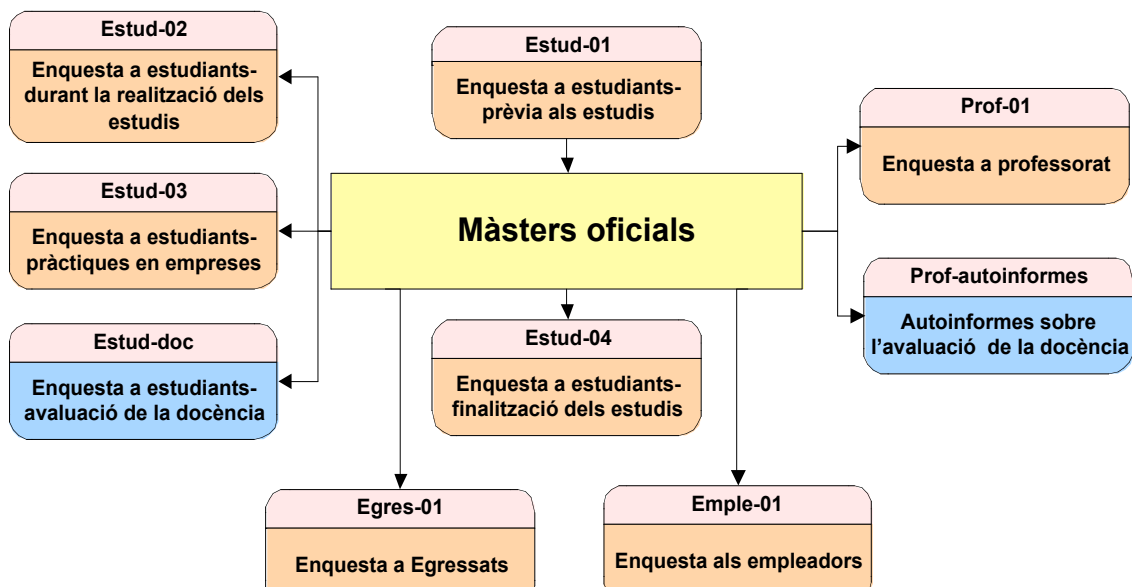 Estud-02
Enquesta a estudiants-
durant la realització dels
estudis
Estud-01
Enquesta a estudiants-
prèvia als estudis
Prof-01
Enquesta a professorat
Estud-03
Enquesta a estudiants-
pràctiques en empreses
Màsters oficials
Prof-autoinformes
Autoinformes sobre
l’avaluació de la docència
Estud-doc
Enquesta a estudiants-
avaluació de la docència
Estud-04
Enquesta a estudiants-
finalització dels estudis
Egres-01
Enquesta a Egressats
Emple-01
Enquesta als empleadors